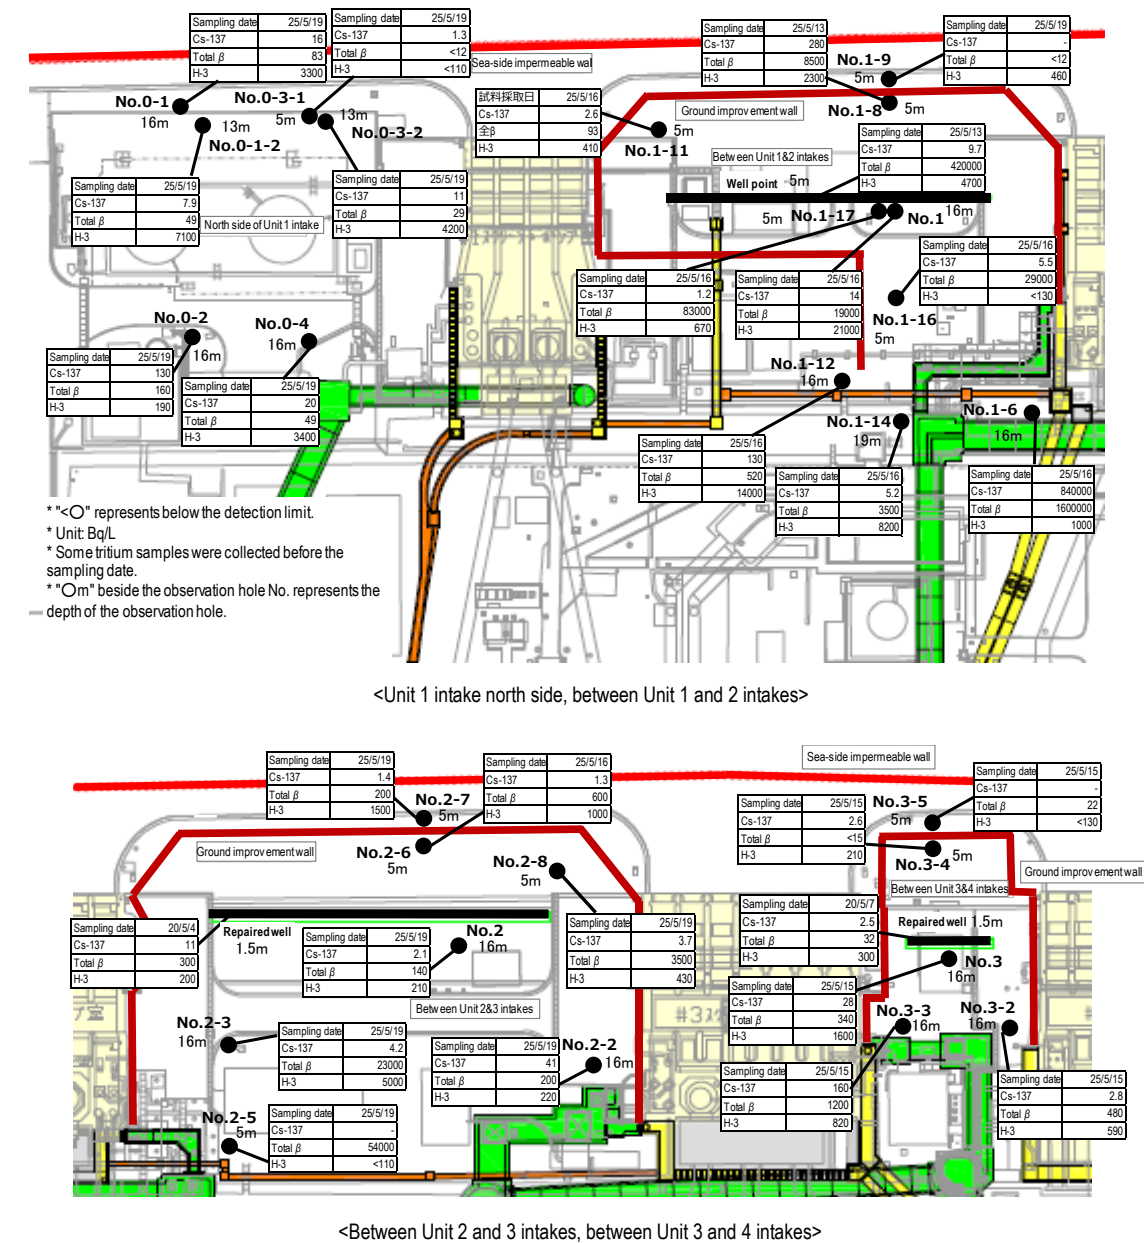 Sampling date 25/5/19
Cs-137 16
Total β 83
H-3 3300
Sampling date 25/5/19
Cs-137 1.3
Total β <12
H-3 <110
Sea-side impermeable wall
Sampling date 25/5/13
Cs-137 280
Total β 8500
H-3 2300
Sampling date 25/5/19
Cs-137 -
Total β <12
H-3 460
No.1-9
5m
No.0-1
16m
No.0-3-1
5m
13m
No.0-3-2
13m
No.0-1-2
試料採取日 25/5/16
Cs-137 2.6
全β 93
H-3 410
5m
No.1-11
Ground improvement wall
No.1-8
5m
Sampling date 25/5/13
Cs-137 9.7
Total β 420000
H-3 4700
Between Unit 1&2 intakes
Well point 5m
5m No.1-17
No.1 16m
Sampling date 25/5/19
Cs-137 7.9
Total β 49
H-3 7100
North side of Unit 1 intake
Sampling date 25/5/19
Cs-137 11
Total β 29
H-3 4200
Sampling date 25/5/16
Cs-137 1.2
Total β 83000
H-3 670
Sampling date 25/5/16
Cs-137 14
Total β 19000
H-3 21000
Sampling date 25/5/16
Cs-137 5.5
Total β 29000
H-3 <130
No.1-16
5m
No.0-2
16m
No.0-4
16m
Sampling date 25/5/19
Cs-137 130
Total β 160
H-3 190
Sampling date 25/5/19
Cs-137 20
Total β 49
H-3 3400
No.1-12
16m
No.1-14
19m
No.1-6
16m
Sampling date 25/5/16
Cs-137 130
Total β 520
H-3 14000
Sampling date 25/5/16
Cs-137 5.2
Total β 3500
H-3 8200
Sampling date 25/5/16
Cs-137 840000
Total β 1600000
H-3 1000
* "<〇" represents below the detection limit.
* Unit: Bq/L
* Some tritium samples were collected before the
sampling date.
* "〇m" beside the observation hole No. represents the
depth of the observation hole.
<Unit 1 intake north side, between Unit 1 and 2 intakes>
Sampling date 25/5/19
Cs-137 1.4
Total β 200
H-3 1500
Sampling date 25/5/16
Cs-137 1.3
Total β 600
H-3 1000
Sea-side impermeable wall
Sampling date 25/5/15
Cs-137 2.6
Total β <15
H-3 210
Sampling date 25/5/15
Cs-137 -
Total β 22
H-3 <130
No.2-7
5m
No.3-5
5m
Ground improvement wall
No.2-6
5m
No.2-8
5m
5m
No.3-4
Ground improvement wall
Between Unit 3&4 intakes
Sampling date 20/5/4
Cs-137 11
Total β 300
H-3 200
Repaired well
1.5m
Sampling date 25/5/19
Cs-137 2.1
Total β 140
H-3 210
No.2
16m
Sampling date 25/5/19
Cs-137 3.7
Total β 3500
H-3 430
Sampling date 20/5/7
Cs-137 2.5
Total β 32
H-3 300
Repaired well 1.5m
No.3
16m
Between Unit 2&3 intakes
Sampling date 25/5/15
Cs-137 28
Total β 340
H-3 1600
No.3-3
16m
No.3-2
16m
#3ス
No.2-3
16m
Sampling date 25/5/19
Cs-137 4.2
Total β 23000
H-3 5000
Sampling date 25/5/19
Cs-137 41
Total β 200
H-3 220
No.2-2
16m
Sampling date 25/5/15
Cs-137 160
Total β 1200
H-3 820
Sampling date 25/5/15
Cs-137 2.8
Total β 480
H-3 590
No.2-5
5m
Sampling date 25/5/19
Cs-137 -
Total β 54000
H-3 <110
<Between Unit 2 and 3 intakes, between Unit 3 and 4 intakes>